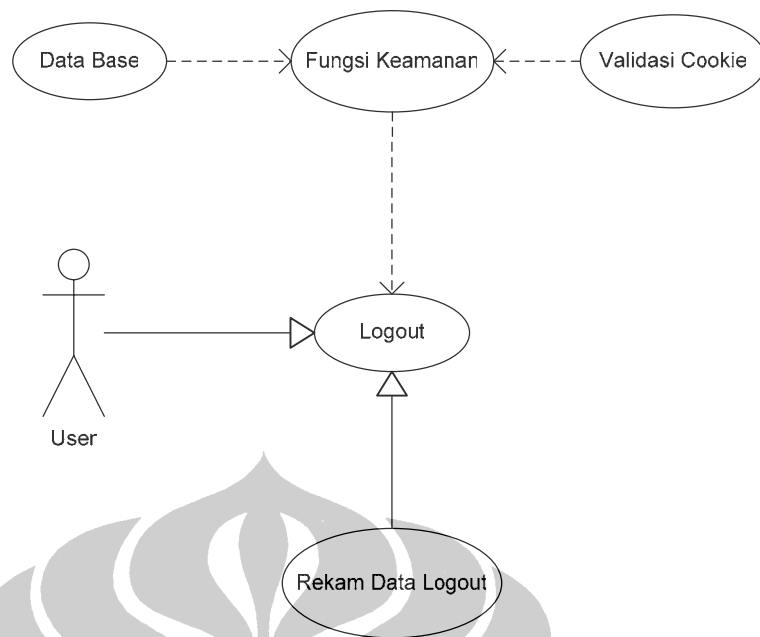 Data Base
Fungsi Keamanan
Validasi Cookie
Logout
User
Rekam Data Logout